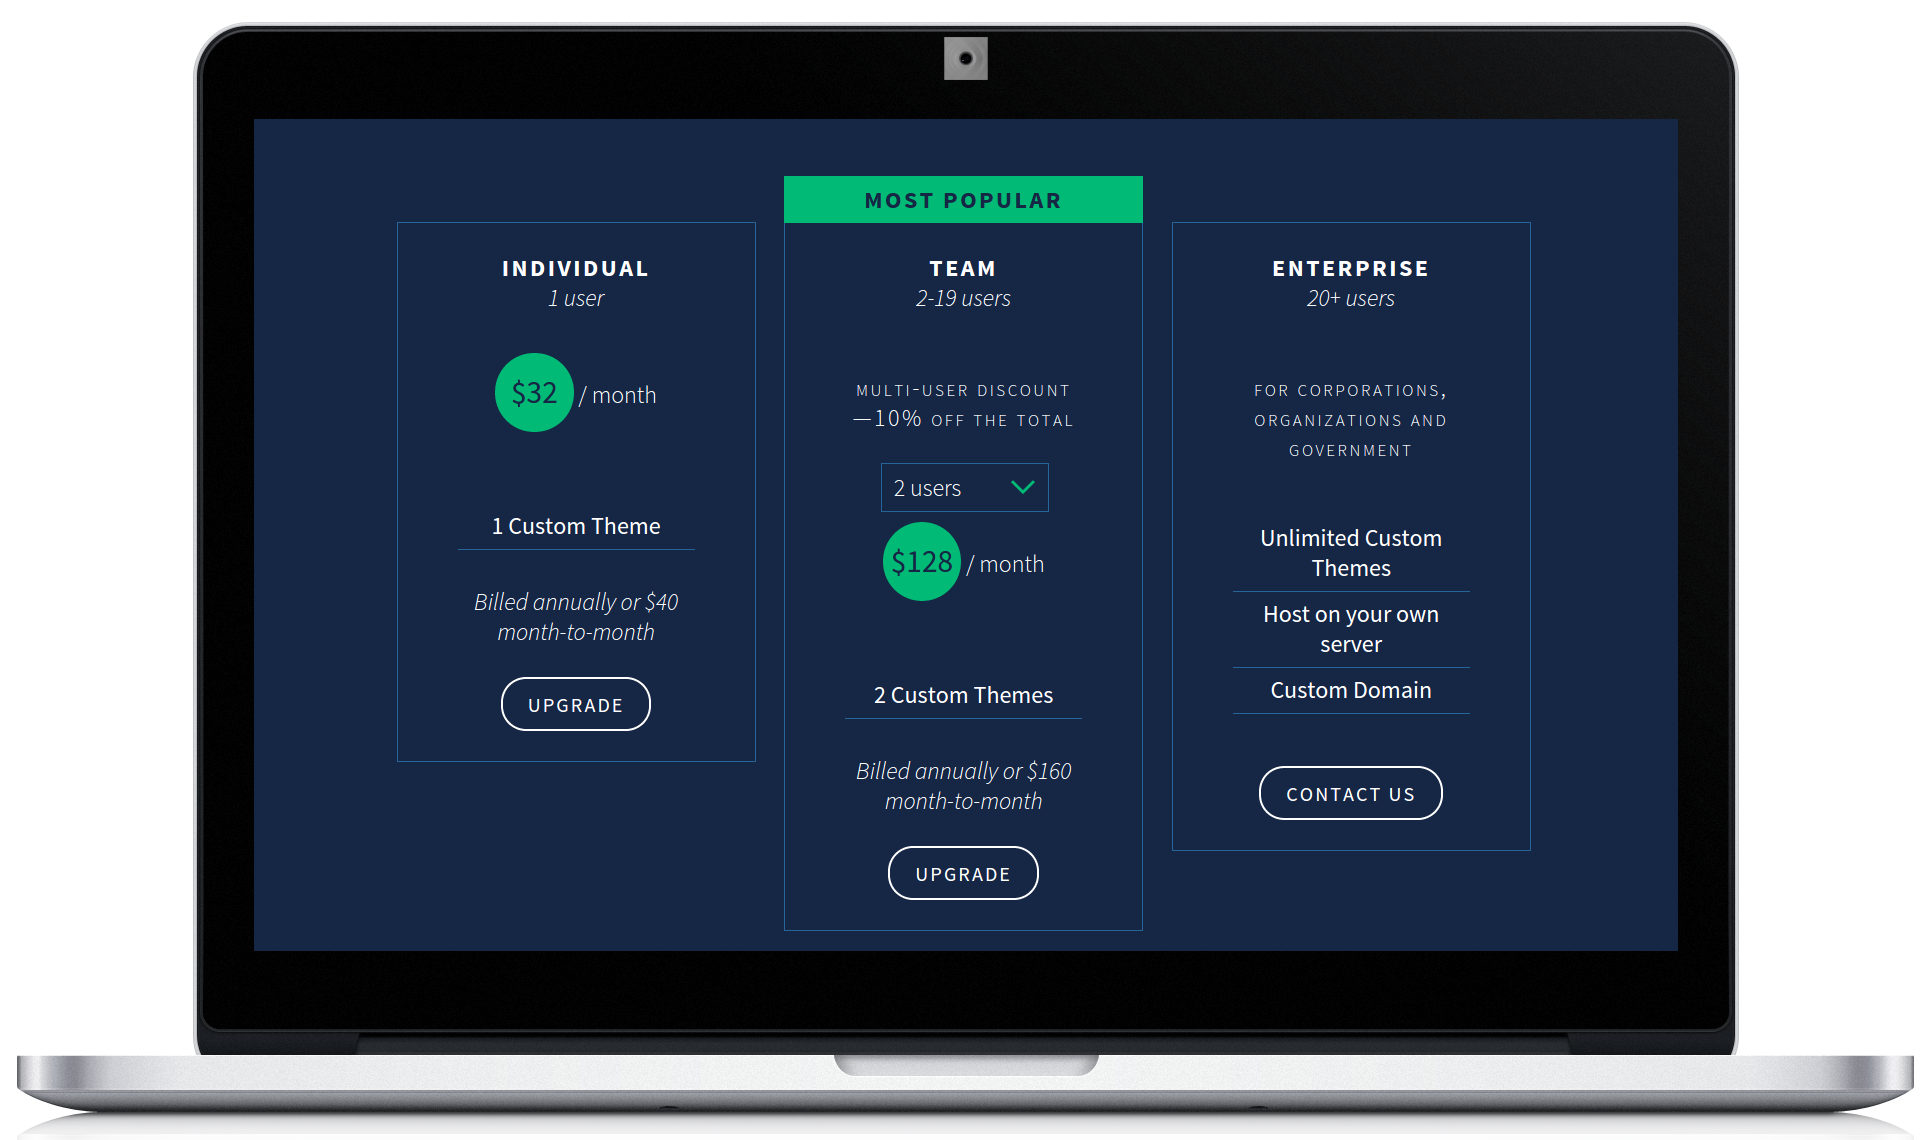 MOST POPULAR
INDIVIDUAL
1 user
$32 / month
1 Custom Theme
Billed annually or $40
month-to-month
UPGRADE
TEAM
2-19 users
MULTI-USER DISCOUNT
—10% OFF THE TOTAL
2 users
$128 / month
2 Custom Themes
Billed annually or $160
month-to-month
UPGRADE
ENTERPRISE
20+ users
FOR CORPORATIONS,
ORGANIZATIONS AND
GOVERNMENT
Unlimited Custom
Themes
Host on your own
server
Custom Domain
CONTACT US